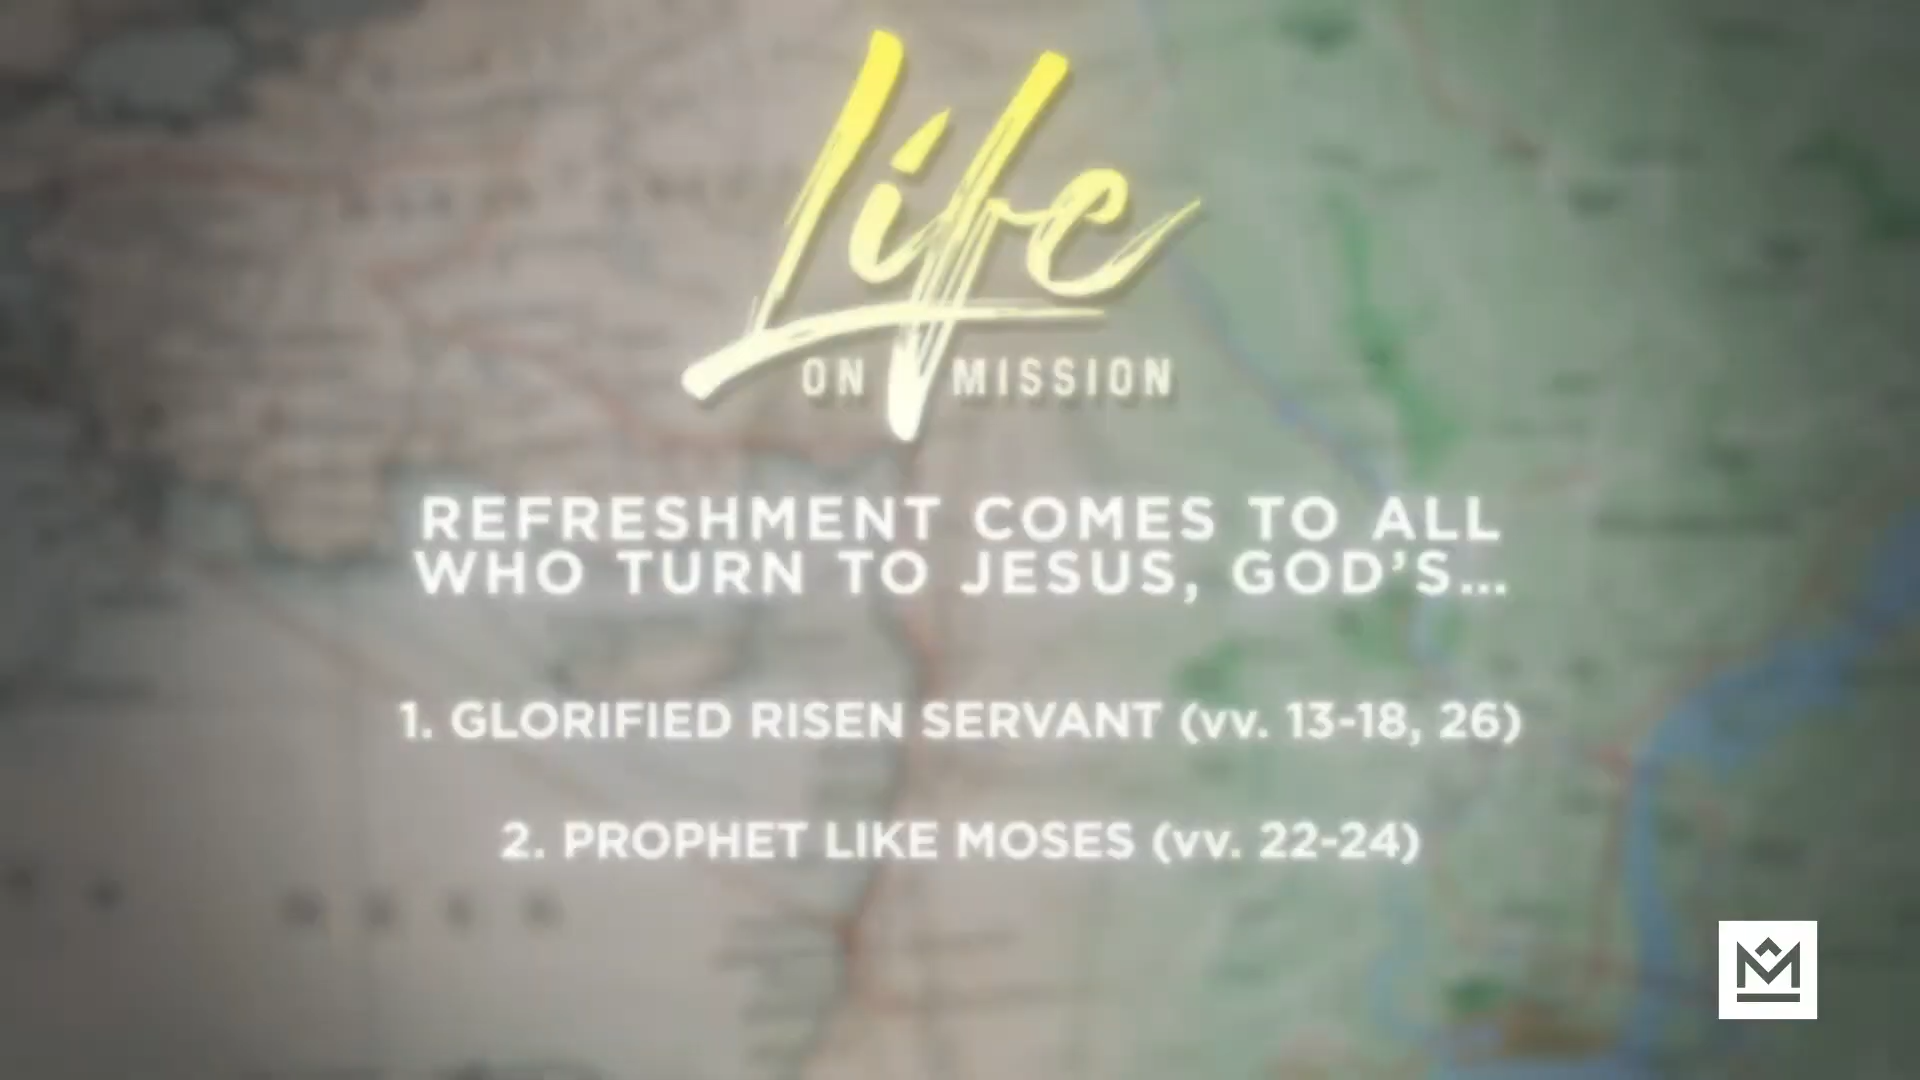 Life
ON MISSION
REFRESHMENT COMES TO ALL
WHO TURN TO JESUS, GOD'S...
1. GLORIFIED RISEN SERVANT (vv. 13-18, 26)
2. PROPHET LIKE MOSES (vv. 22-24)